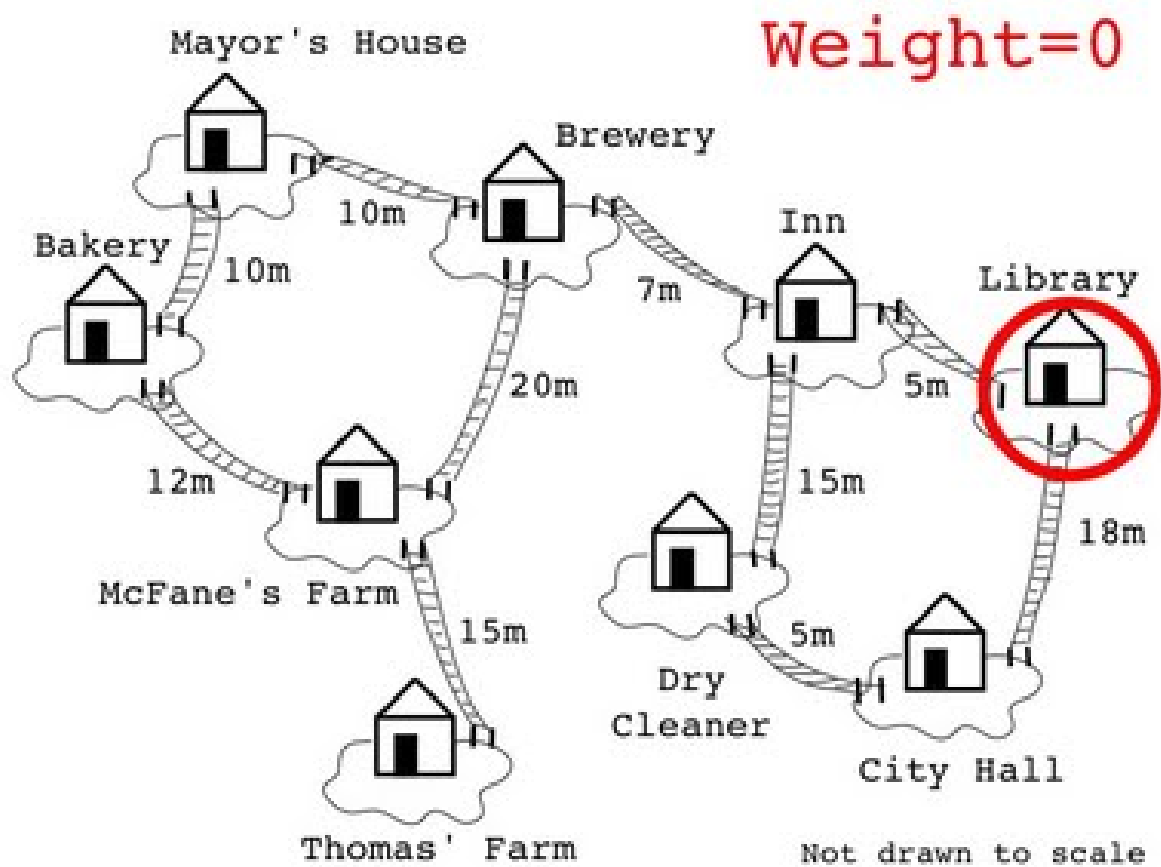 Mayor's House
Weight=0
Brewery
10m
Inn
Bakery
10m
7m
Library
20m
5m
12m
15m
18m
McFane's Farm
15m
5m
Dry
Cleaner
City Hall
Thomas' Farm
Not drawn to scale